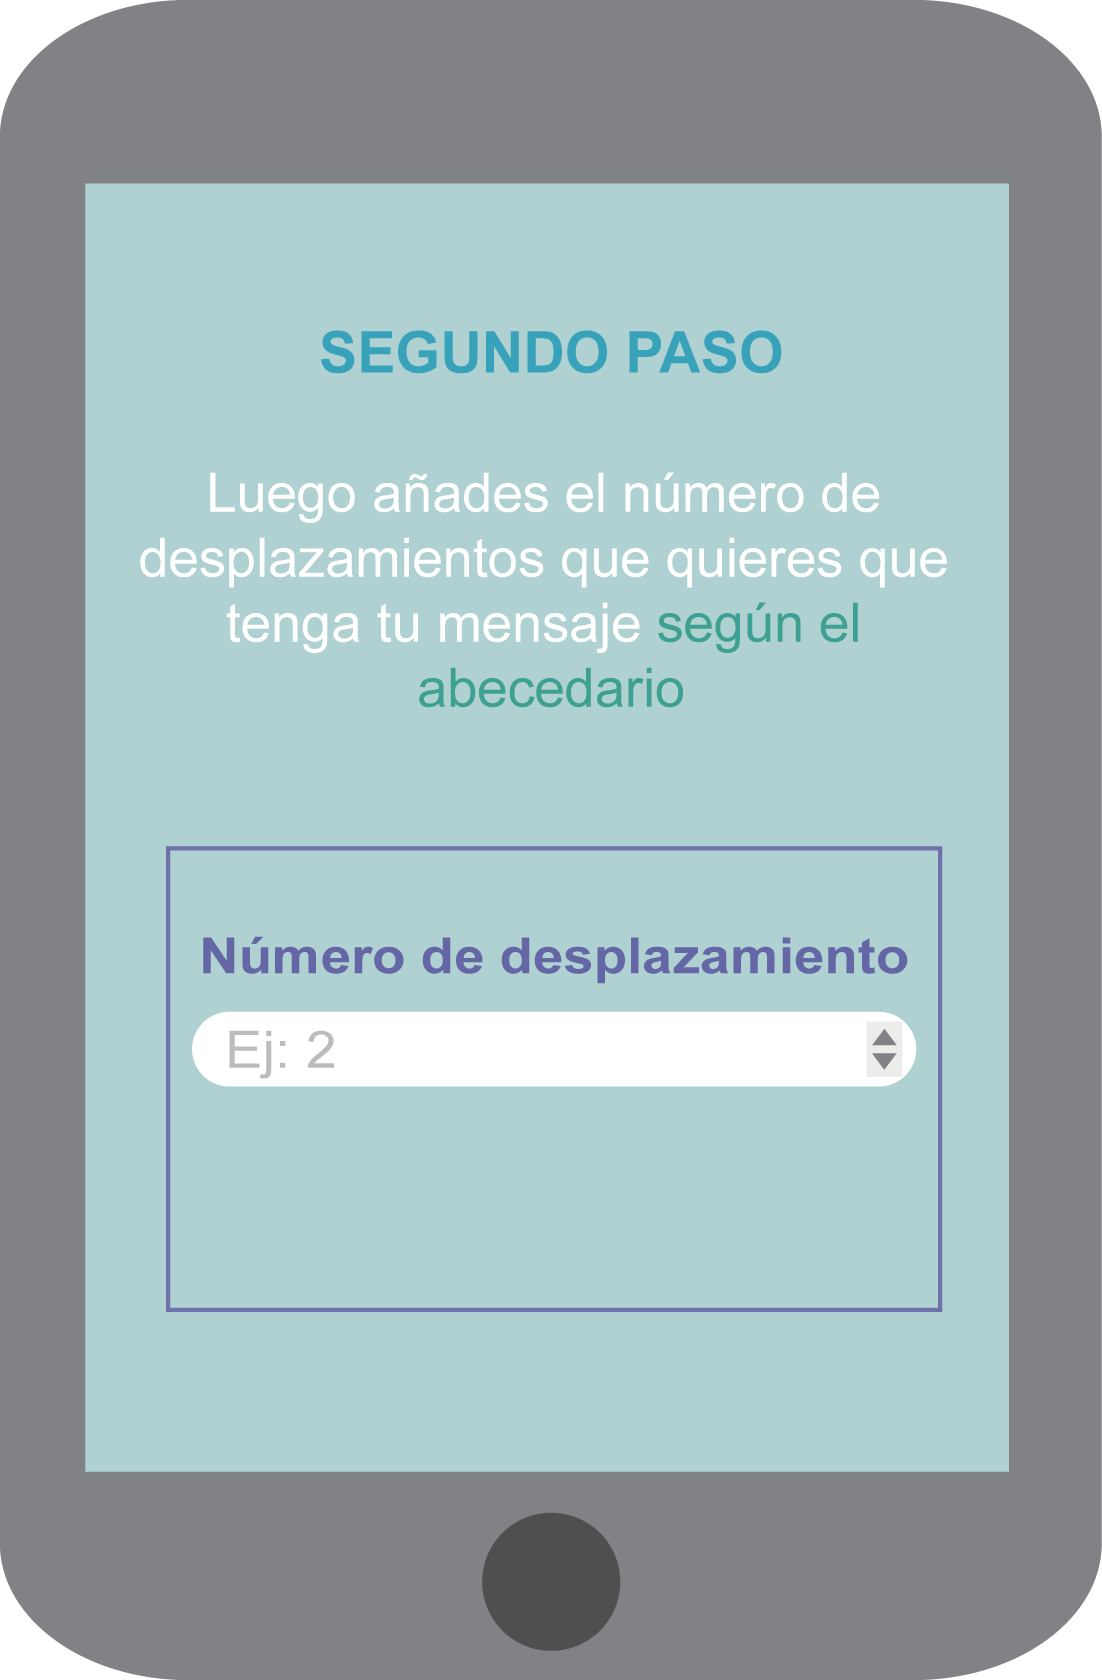 SEGUNDO PASO
Luego añades el número de
desplazamientos que quieres que
tenga tu mensaje según el
abecedario
Número de desplazamiento
Ej: 2